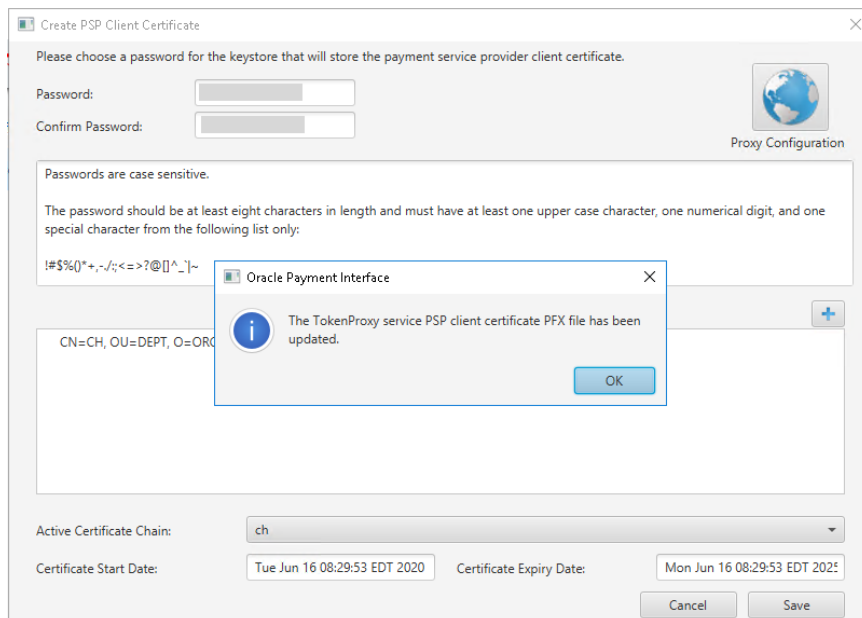 Create PSP Client Certificate
Please choose a password for the keystore that will store the payment service provider client certificate.
Password:
Confirm Password:
Proxy Configuration
Passwords are case sensitive.
The password should be at least eight characters in length and must have at least one upper case character, one numerical digit, and one
special character from the following list only:
!#$%()*+,-./:;<=>?@[]^_`|~
Oracle Payment Interface
The TokenProxy service PSP client certificate PFX file has been
updated.
OK
CN=CH, OU=DEPT, O=ORG
Active Certificate Chain:
ch
Certificate Start Date:
Tue Jun 16 08:29:53 EDT 2020
Certificate Expiry Date:
Mon Jun 16 08:29:53 EDT 2025
Cancel
Save